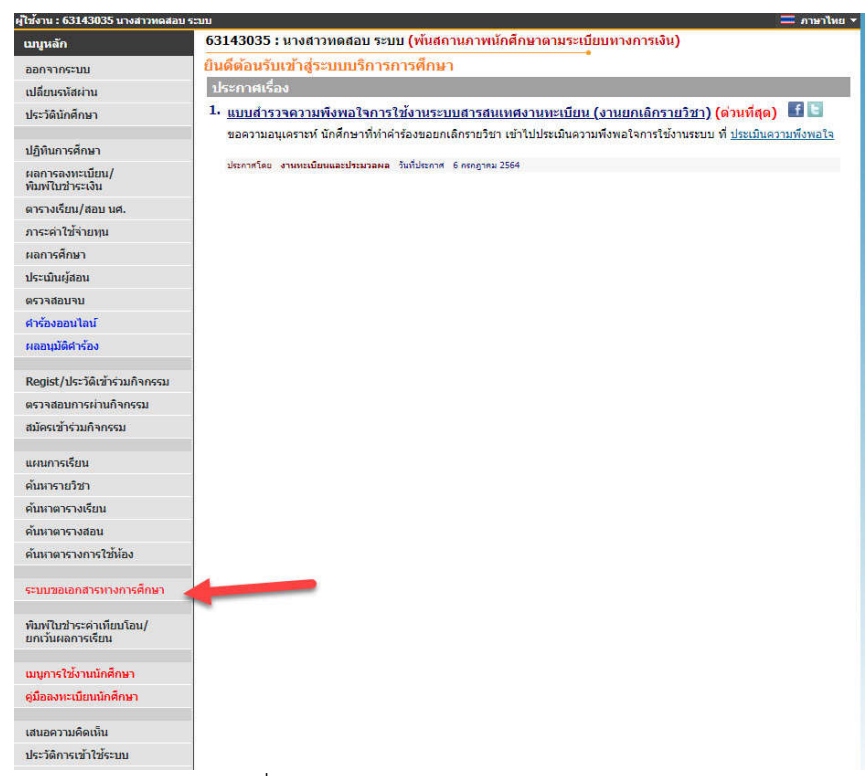 ผู้ใช้งาน : 63143035 นางสาวทดสอบ ระบบ
ภาษาไทย
เมนูหลัก
ออกจากระบบ
เปลี่ยนรหัสผ่าน
ประวัตินักศึกษา
ปฏิทินการศึกษา
ผลการลงทะเบียน/
พิมพ์ใบชำระเงิน
ตารางเรียน/สอบ นศ.
ภาระค่าใช้จ่ายทุน
ผลการศึกษา
ประเมินผู้สอน
ตรวจสอบจบ
คำร้องออนไลน์
ผลอนุมัติคำร้อง
Regist/ประวัติเข้าร่วมกิจกรรม
ตรวจสอบการผ่านกิจกรรม
สมัครเข้าร่วมกิจกรรม
แผนการเรียน
ค้นหารายวิชา
ค้นหาตารางเรียน
ค้นหาตารางสอน
ค้นหาตารางการใช้ห้อง
ระบบขอเอกสารทางการศึกษา
พิมพ์ใบชำระค่าเทียบโอน/
ยกเว้นผลการเรียน
เมนูการใช้งานนักศึกษา
คู่มือลงทะเบียนนักศึกษา
เสนอความคิดเห็น
ประวัติการเข้าใช้ระบบ
63143035 : นางสาวทดสอบ ระบบ (พ้นสถานภาพนักศึกษาตามระเบียบทางการเงิน)
ยินดีต้อนรับเข้าสู่ระบบบริการการศึกษา
ประกาศเรื่อง
1. แบบสำรวจความพึงพอใจการใช้งานระบบสารสนเทศงานทะเบียน (งานยกเลิกรายวิชา) (ด่วนที่สุด)
ขอความอนุเคราะห์ นักศึกษาที่ทำคำร้องขอยกเลิกรายวิชา เข้าไปประเมินความพึงพอใจการใช้งานระบบ ที่ ประเมินความพึงพอใจ
ประกาศโดย งานทะเบียนและประมวลผล วันที่ประกาศ 6 กรกฎาคม 2564